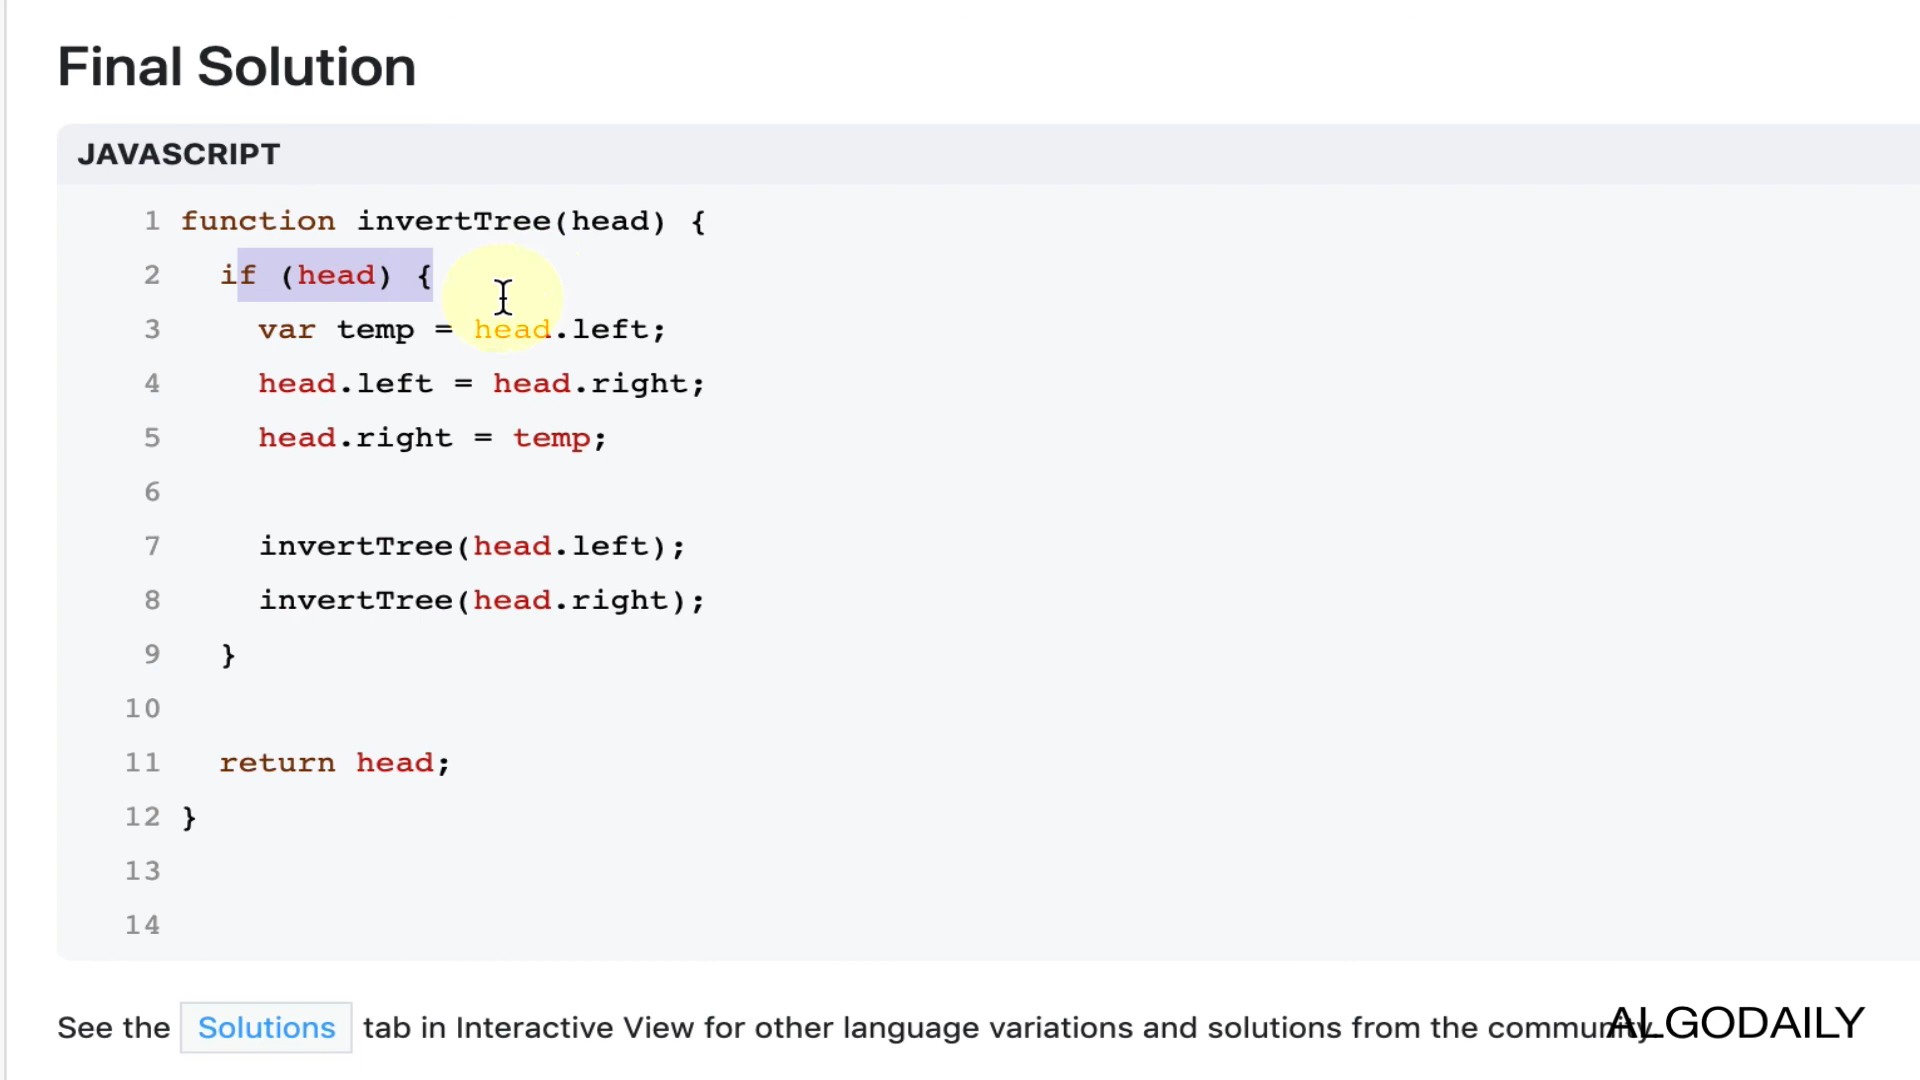 Final Solution
JAVASCRIPT
1 function invertTree(head) {
2 if (head) {
3 var temp = head.left;
4 head.left = head.right;
5 head.right = temp;
6
7 invertTree(head.left);
8 invertTree(head.right);
9 }
10
11 return head;
12 }
13
14
See the Solutions tab in Interactive View for other language variations and solutions from the community.
ALGODAILY